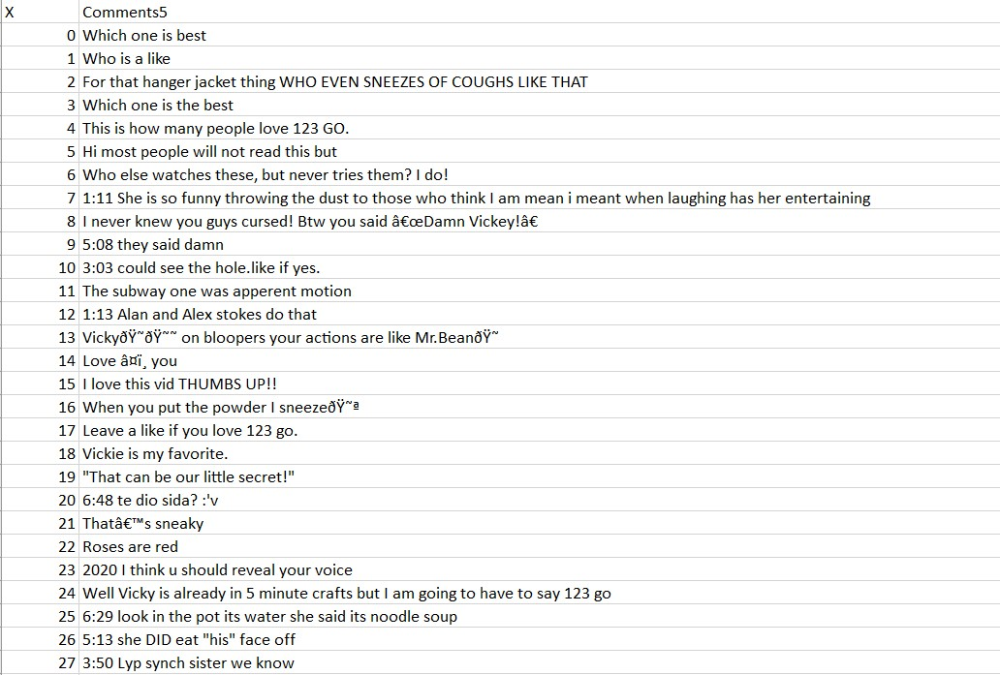 X Comments5
0 Which one is best
1 Who is a like
2 For that hanger jacket thing WHO EVEN SNEEZES OF COUGHS LIKE THAT
3 Which one is the best
4 This is how many people love 123 GO.
5 Hi most people will not read this but
6 Who else watches these, but never tries them? I do!
7 1:11 She is so funny throwing the dust to those who think I am mean i meant when laughing has her entertaining
8 I never knew you guys cursed! Btw you said â€œDamn Vickey!â€
9 5:08 they said damn
10 3:03 could see the hole.like if yes.
11 The subway one was apperent motion
12 1:13 Alan and Alex stokes do that
13 VickyðŸ˜ðŸ˜˜ on bloopers your actions are like Mr.BeanðŸ˜
14 Love â¤ï¸ you
15 I love this vid THUMBS UP!!
16 When you put the powder I sneezeðŸ˜ª
17 Leave a like if you love 123 go.
18 Vickie is my favorite.
19 "That can be our little secret!"
20 6:48 te dio sida? :'v
21 Thatâ€™s sneaky
22 Roses are red
23 2020 I think u should reveal your voice
24 Well Vicky is already in 5 minute crafts but I am going to have to say 123 go
25 6:29 look in the pot its water she said its noodle soup
26 5:13 she DID eat "his" face off
27 3:50 Lyp synch sister we know